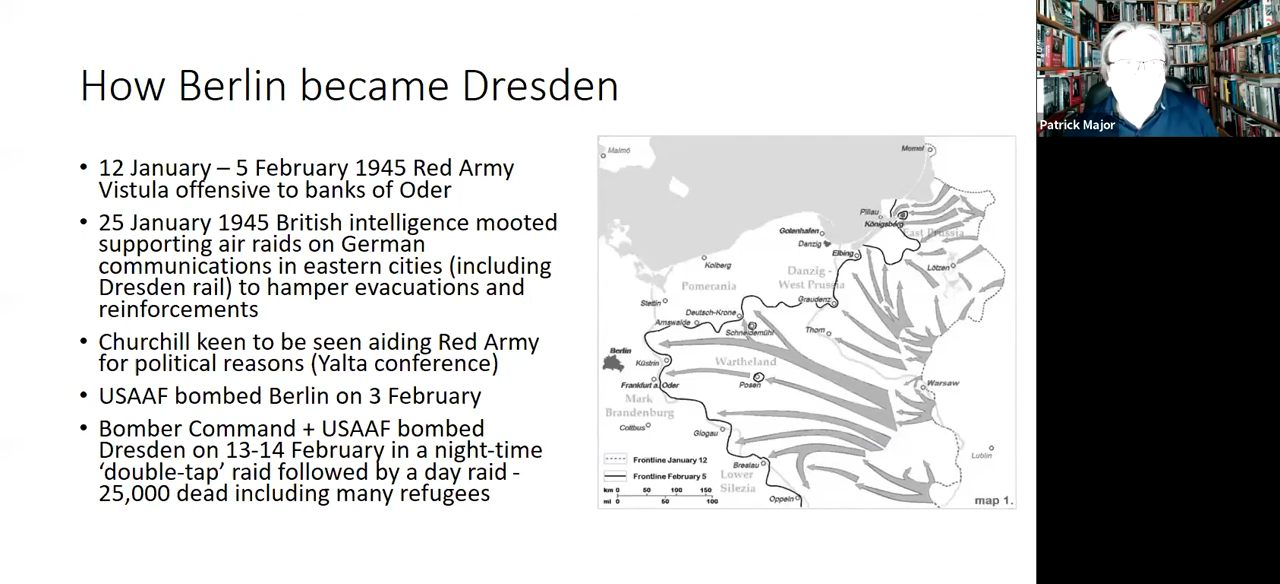 How Berlin became Dresden
• 12 January – 5 February 1945 Red Army
Vistula offensive to banks of Oder
• 25 January 1945 British intelligence mooted
supporting air raids on German
communications in eastern cities (including
Dresden rail) to hamper evacuations and
reinforcements
• Churchill keen to be seen aiding Red Army
for political reasons (Yalta conference)
• USAAF bombed Berlin on 3 February
• Bomber Command + USAAF bombed
Dresden on 13-14 February in a night-time
‘double-tap’ raid followed by a day raid -
25,000 dead including many refugees
Malmö
Memel
Pillau
Königsberg
East Prussia
Gotenhafen
Danzig
Elbing
Lötzen
Kolberg
Danzig -
West Prussia
Pomerania
Stettin
Graudenz
Deutsch-Krone
Arnswalde
Schneidemühl
Thorn
Berlin
Küstrin
Wartheland
Warsaw
Frankfurt a. Oder
Posen
Mark
Brandenburg
Cottbus
Glogau
Lublin
Frontline January 12
Breslau
Lower
Silezia
Frontline February 5
km 0 50 100 150
ml 0 50 100
Oppeln
map 1.
Patrick Major